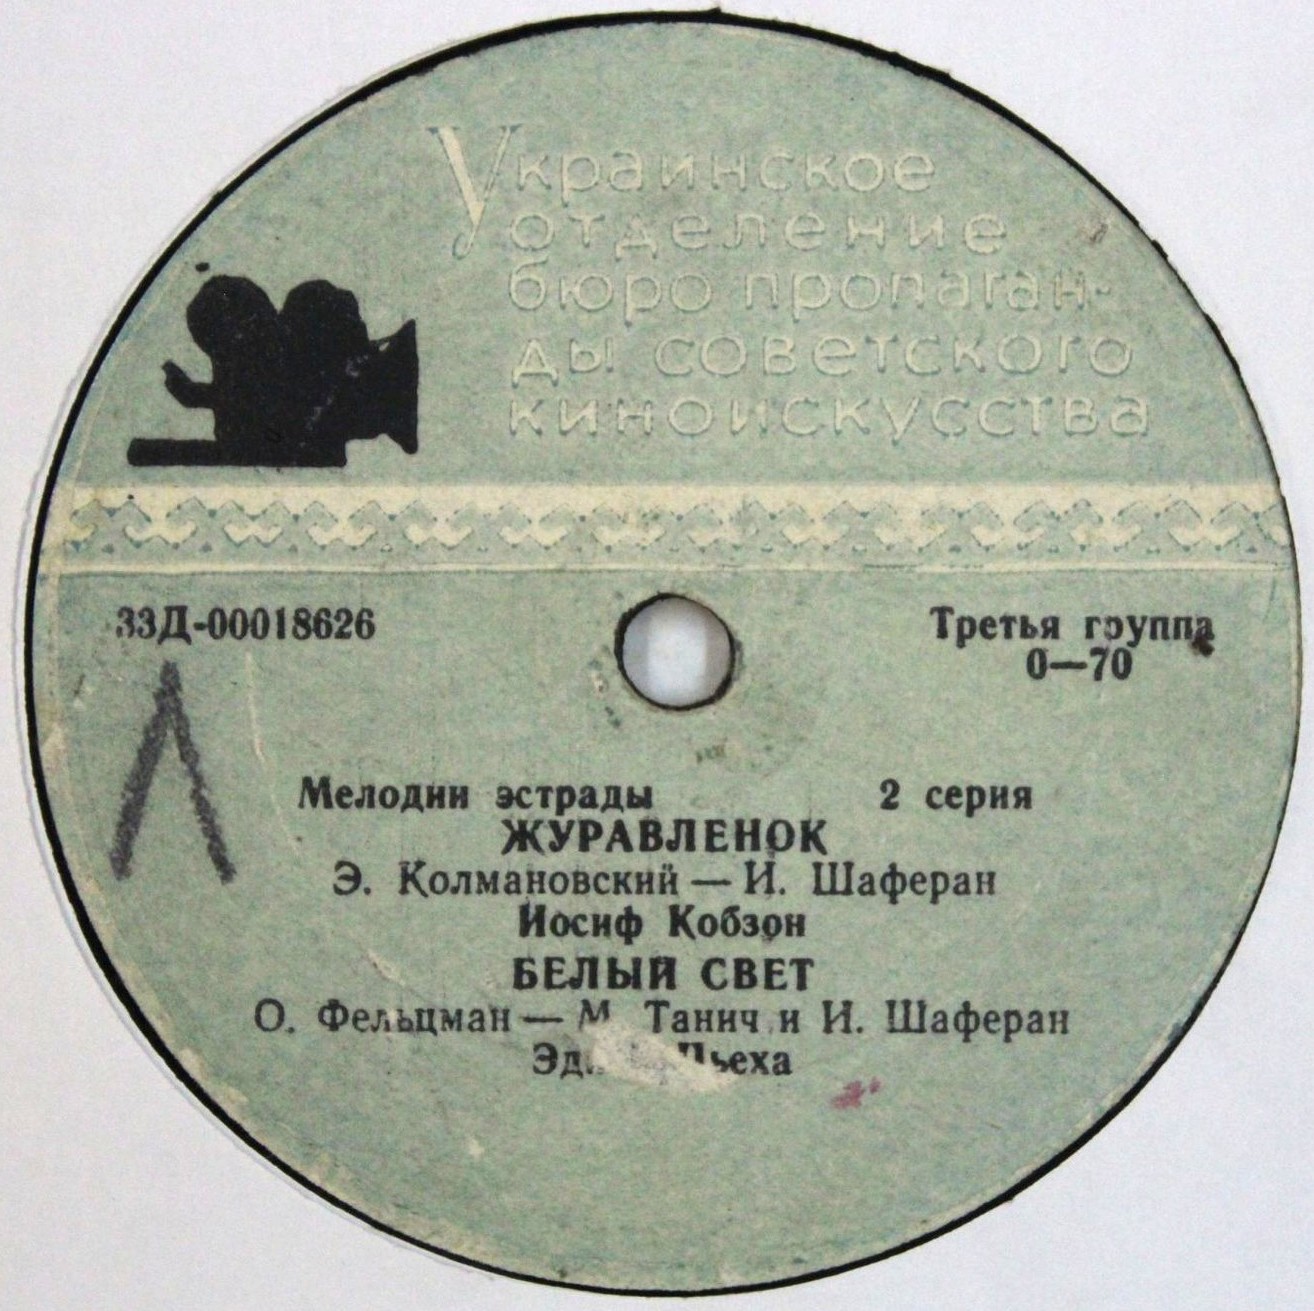 Украинское
отделение
бюро пропаган-
ды советского
киноискусства
33Д-00018626
Третья группа
0—70
Л
Мелодии эстрады 2 серия
ЖУРАВЛЕНОК
Э. Колмановский — И. Шаферан
Иосиф Кобзон
БЕЛЫЙ СВЕТ
О. Фельцман — М. Танич и И. Шаферан
Пьеха